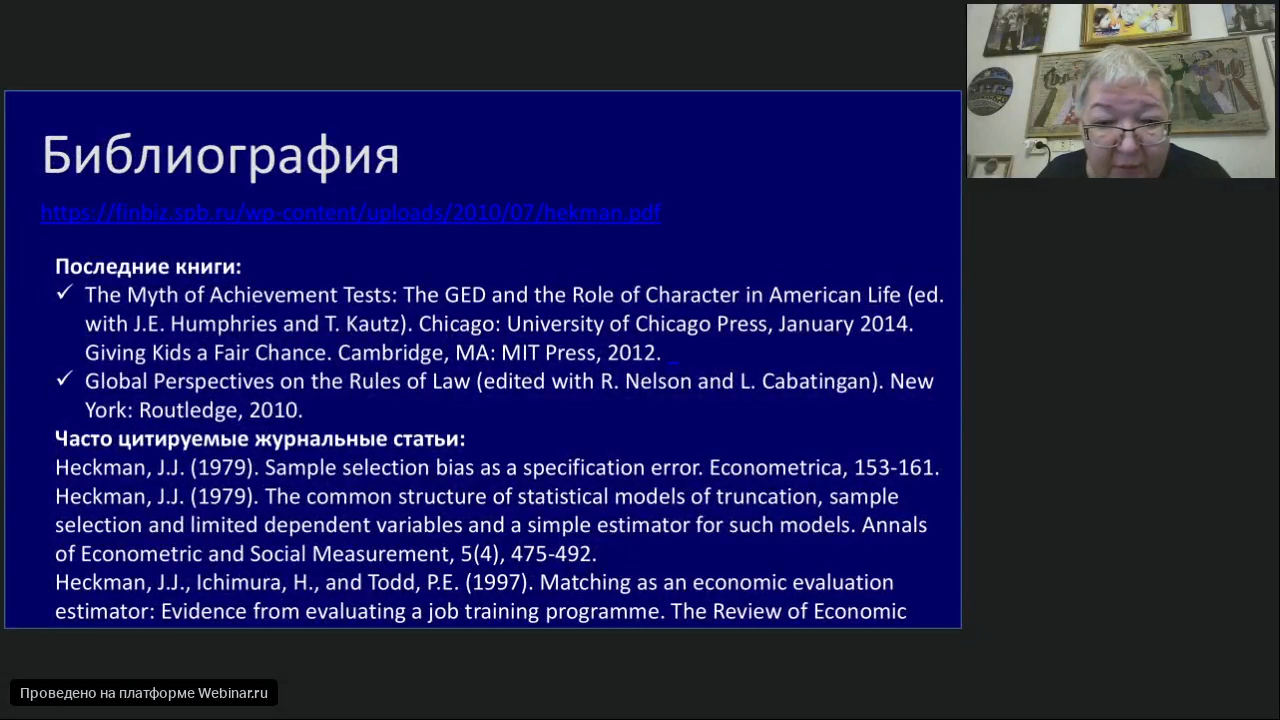 Библиография
https://finbiz.spb.ru/wp-content/uploads/2010/07/hekman.pdf
Последние книги:
✓ The Myth of Achievement Tests: The GED and the Role of Character in American Life (ed.
with J.E. Humphries and T. Kautz). Chicago: University of Chicago Press, January 2014.
Giving Kids a Fair Chance. Cambridge, MA: MIT Press, 2012.
✓ Global Perspectives on the Rules of Law (edited with R. Nelson and L. Cabatingan). New
York: Routledge, 2010.
Часто цитируемые журнальные статьи:
Heckman, J.J. (1979). Sample selection bias as a specification error. Econometrica, 153-161.
Heckman, J.J. (1979). The common structure of statistical models of truncation, sample
selection and limited dependent variables and a simple estimator for such models. Annals
of Econometric and Social Measurement, 5(4), 475-492.
Heckman, J.J., Ichimura, H., and Todd, P.E. (1997). Matching as an economic evaluation
estimator: Evidence from evaluating a job training programme. The Review of Economic
Проведено на платформе Webinar.ru